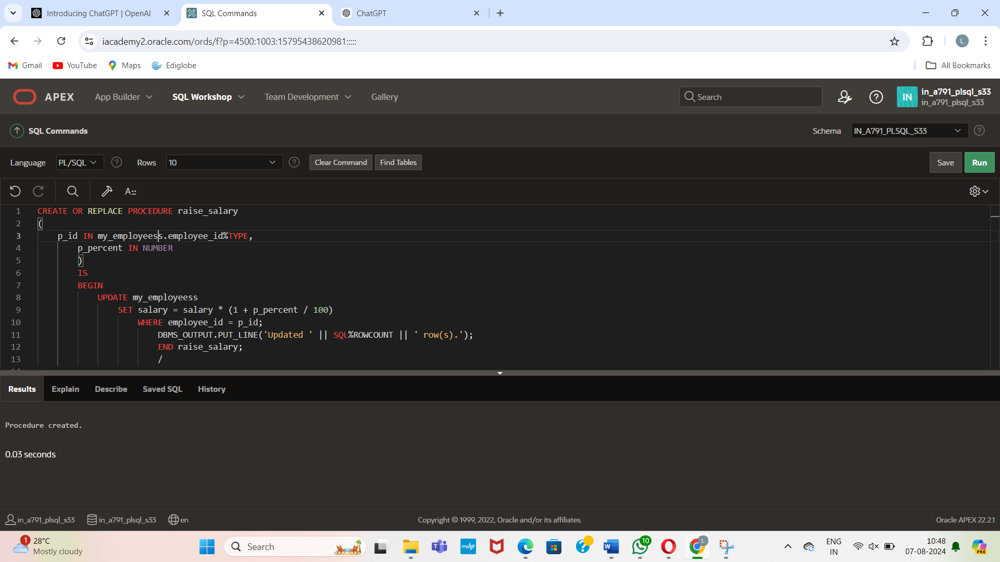 Introducing ChatGPT | OpenAI
SQL Commands
ChatGPT
iacademy2.oracle.com/ords/f?p=4500:1003:15795438620981:::::
L
Gmail
YouTube
Maps
Ediglobe
All Bookmarks
APEX
App Builder
SQL Workshop
Team Development
Gallery
Search
IN
in_a791_plsql_s33
in_a791_plsql_s33
SQL Commands
Schema
IN_A791_PLSQL_S33
Language
PL/SQL
Rows
10
Clear Command
Find Tables
Save
Run
A::
1 CREATE OR REPLACE PROCEDURE raise_salary
2 (
3 p_id IN my_employeess.employee_id%TYPE,
4 p_percent IN NUMBER
5 )
6 IS
7 BEGIN
8 UPDATE my_employeess
9 SET salary = salary * (1 + p_percent / 100)
10 WHERE employee_id = p_id;
11 DBMS_OUTPUT.PUT_LINE('Updated ' || SQL%ROWCOUNT || ' row(s).');
12 END raise_salary;
13 /
Results
Explain
Describe
Saved SQL
History
Procedure created.
0.03 seconds
in_a791_plsql_s33
in_a791_plsql_s33
en
Copyright © 1999, 2022, Oracle and/or its affiliates.
Oracle APEX 22.2.1
1
28°C
Mostly cloudy
Search
myhp
10
L
ENG
IN
10:48
07-08-2024
PRE